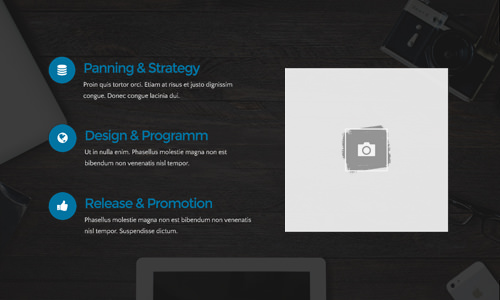 Panning & Strategy
Proin quis tortor orci. Etiam at risus et justo dignissim
congue. Donec congue lacinia dui.
Design & Programm
Ut in nulla enim. Phasellus molestie magna non est
bibendum non venenatis nisl tempor.
Release & Promotion
Phasellus molestie magna non est bibendum non venenatis
nisl tempor. Suspendisse dictum.